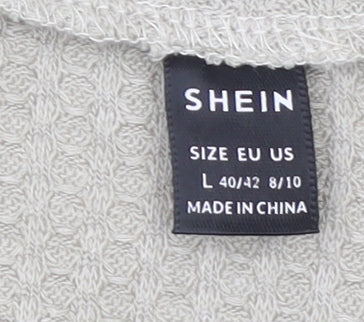 SHEIN
SIZE EU US
L 40/42 8/10
MADE IN CHINA